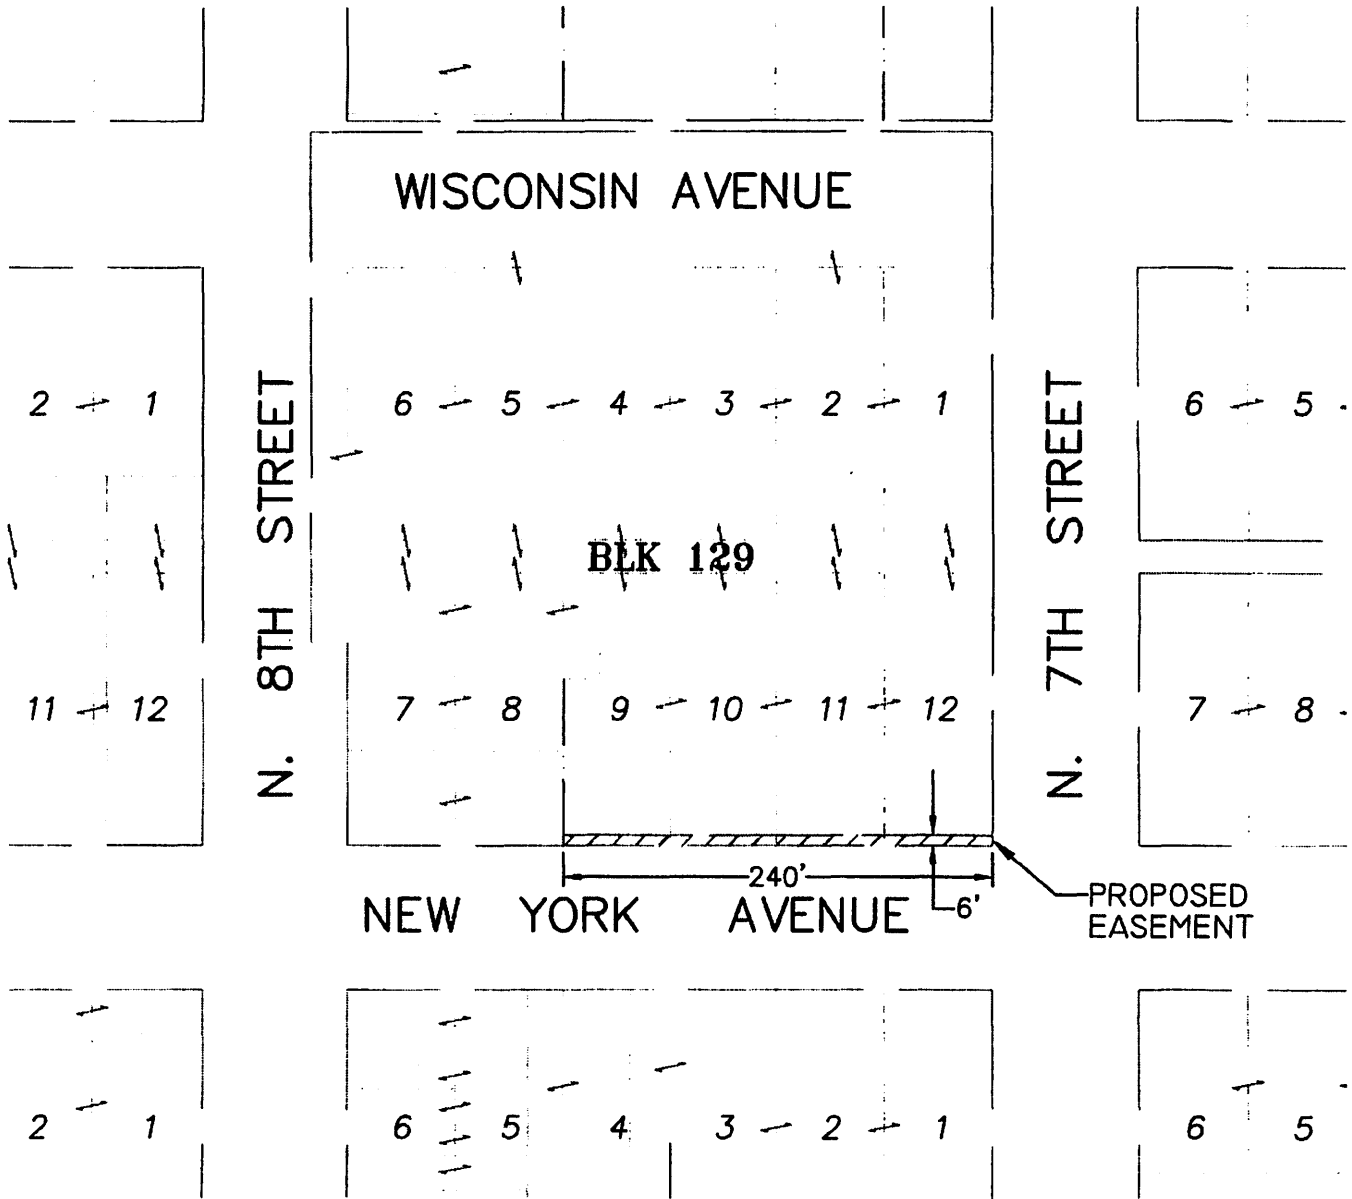 WISCONSIN AVENUE
2 1
6 5 4 3 2 1
6 5
N. 8TH STREET
N. 7TH STREET
BLK 129
11 12
7 8 9 10 11 12
7 8
240'
6'
PROPOSED
EASEMENT
NEW YORK AVENUE
2 1
6 5 4 3 2 1
6 5